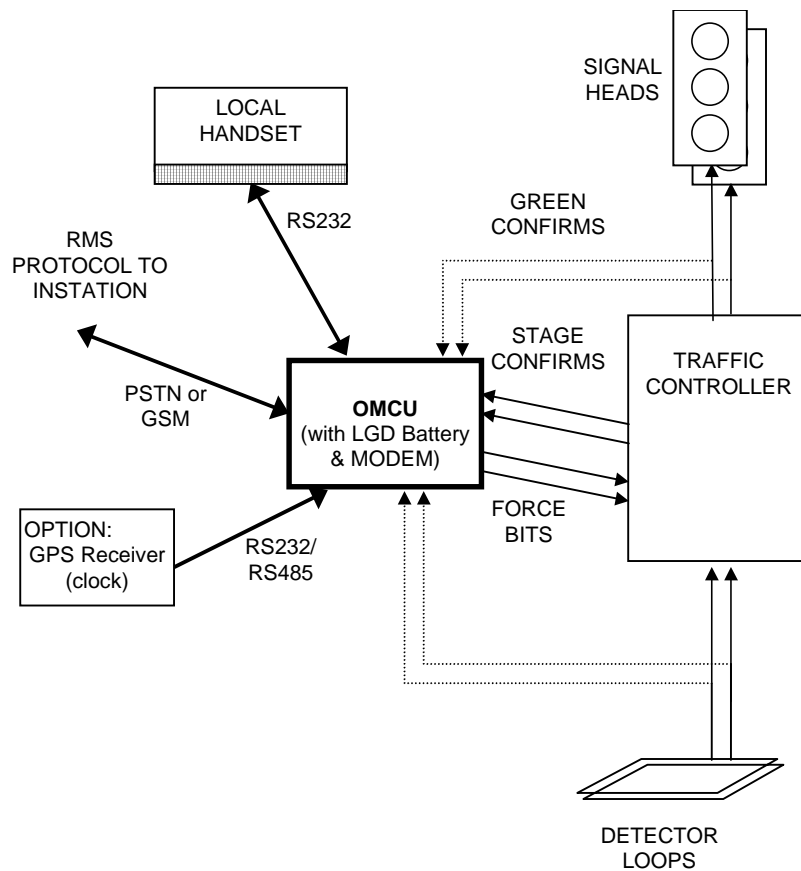 SIGNAL
HEADS
LOCAL
HANDSET
RS232
GREEN
CONFIRMS
RMS
PROTOCOL TO
INSTATION
STAGE
CONFIRMS
TRAFFIC
CONTROLLER
PSTN or
GSM
OMCU
(with LGD Battery
& MODEM)
FORCE
BITS
OPTION:
GPS Receiver
(clock)
RS232/
RS485
DETECTOR
LOOPS